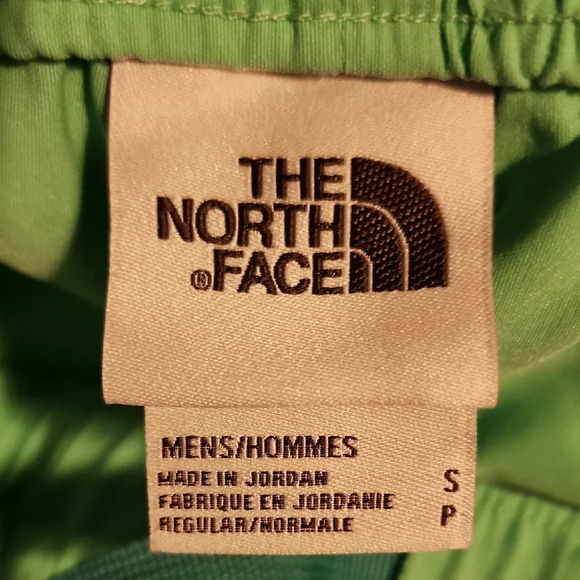 THE
NORTH
®FACE
MENS/HOMMES
MADE IN JORDAN S
FABRIQUE EN JORDANIE
REGULAR/NORMALE P